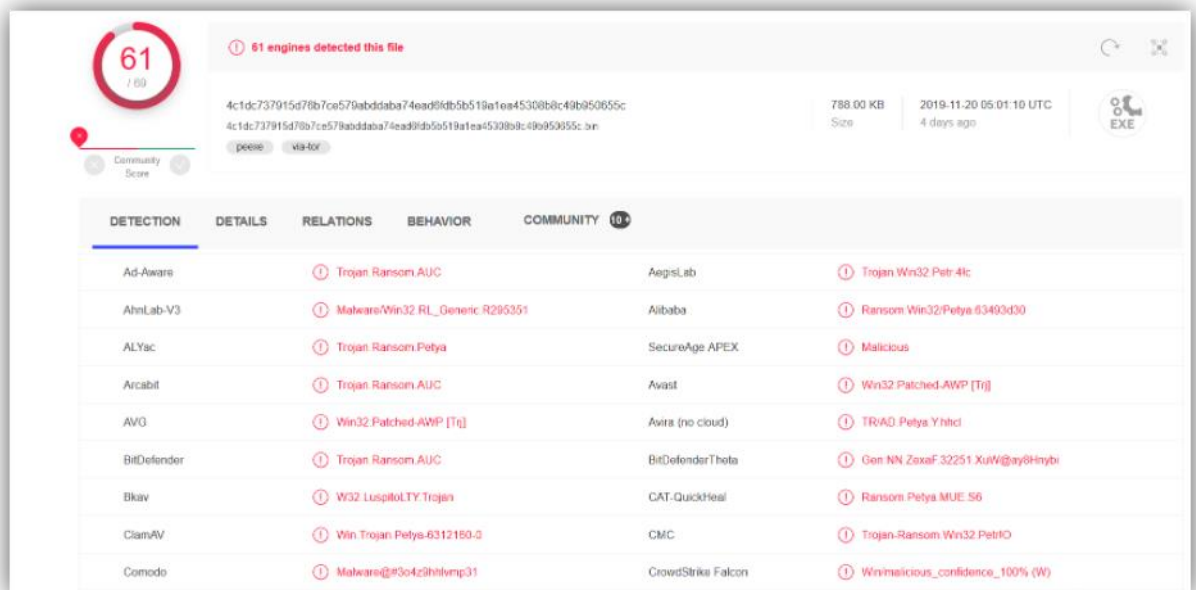 61
/ 69
61 engines detected this file
4c1dc737915d76b7ce579abddaba74ead6fdb5b519a1ea45308b8c49b950655c
4c1dc737915d76b7ce579abddaba74ead6fdb5b519a1ea45308b8c49b950655c.bin
peexe via-tor
788.00 KB
Size
2019-11-20 05:01:10 UTC
4 days ago
EXE
Community
Score
DETECTION DETAILS RELATIONS BEHAVIOR COMMUNITY 10+
Ad-Aware Trojan.Ransom.AUC AegisLab Trojan.Win32.Petr.4!c
AhnLab-V3 Malware/Win32.RL_Generic.R295351 Alibaba Ransom:Win32/Petya.63493d30
ALYac Trojan.Ransom.Petya SecureAge APEX Malicious
Arcabit Trojan.Ransom.AUC Avast Win32:Patched-AWP [Trj]
AVG Win32:Patched-AWP [Trj] Avira (no cloud) TR/AD.Petya.Y.hhcl
BitDefender Trojan.Ransom.AUC BitDefenderTheta Gen:NN.ZexaF.32251.XuW@ay8Hnybi
Bkav W32.LuspitoLTY.Trojan CAT-QuickHeal Ransom.Petya.MUE.S6
ClamAV Win.Trojan.Petya-6312160-0 CMC Trojan-Ransom.Win32.Petr!O
Comodo Malware@#3o4z9hhlvmp31 CrowdStrike Falcon Win/malicious_confidence_100% (W)